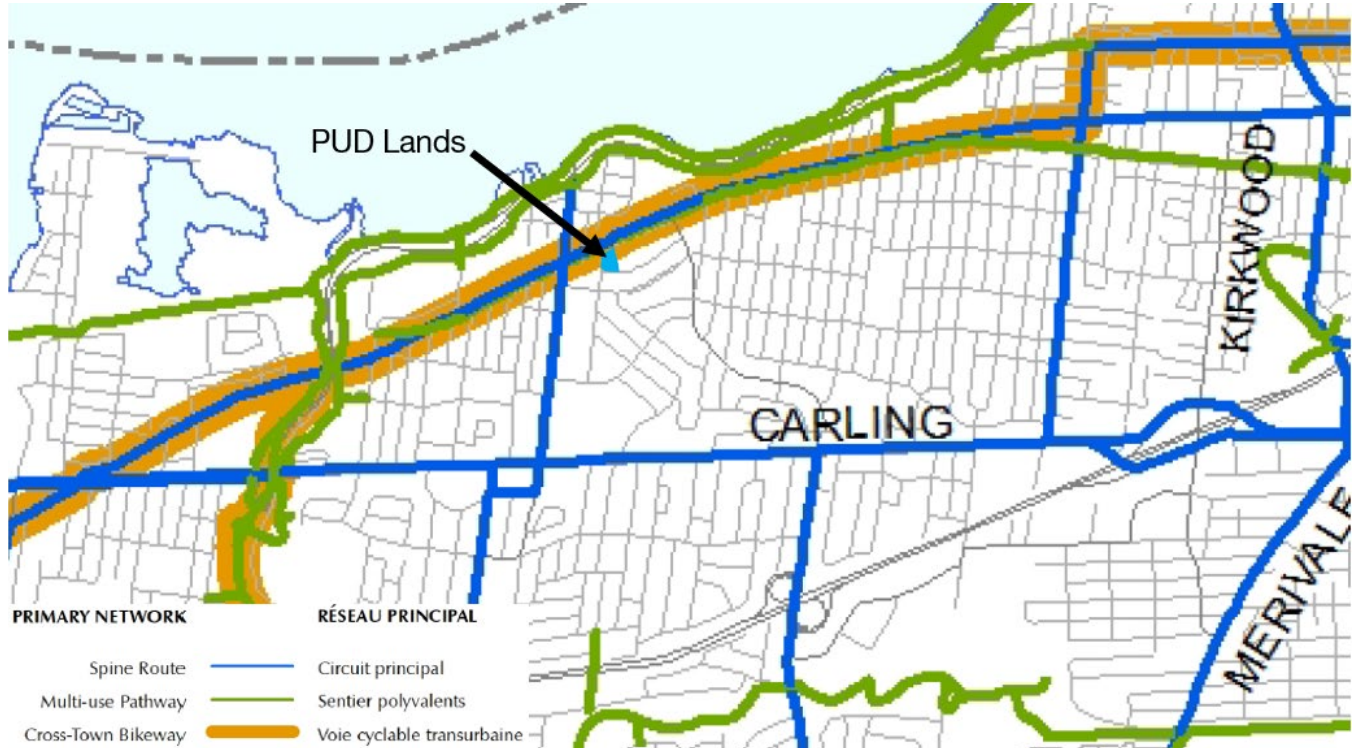 PUD Lands
KIRKWOOD
CARLING
MERIVALE
PRIMARY NETWORK RÉSEAU PRINCIPAL
Spine Route Circuit principal
Multi-use Pathway Sentier polyvalents
Cross-Town Bikeway Voie cyclable transurbaine